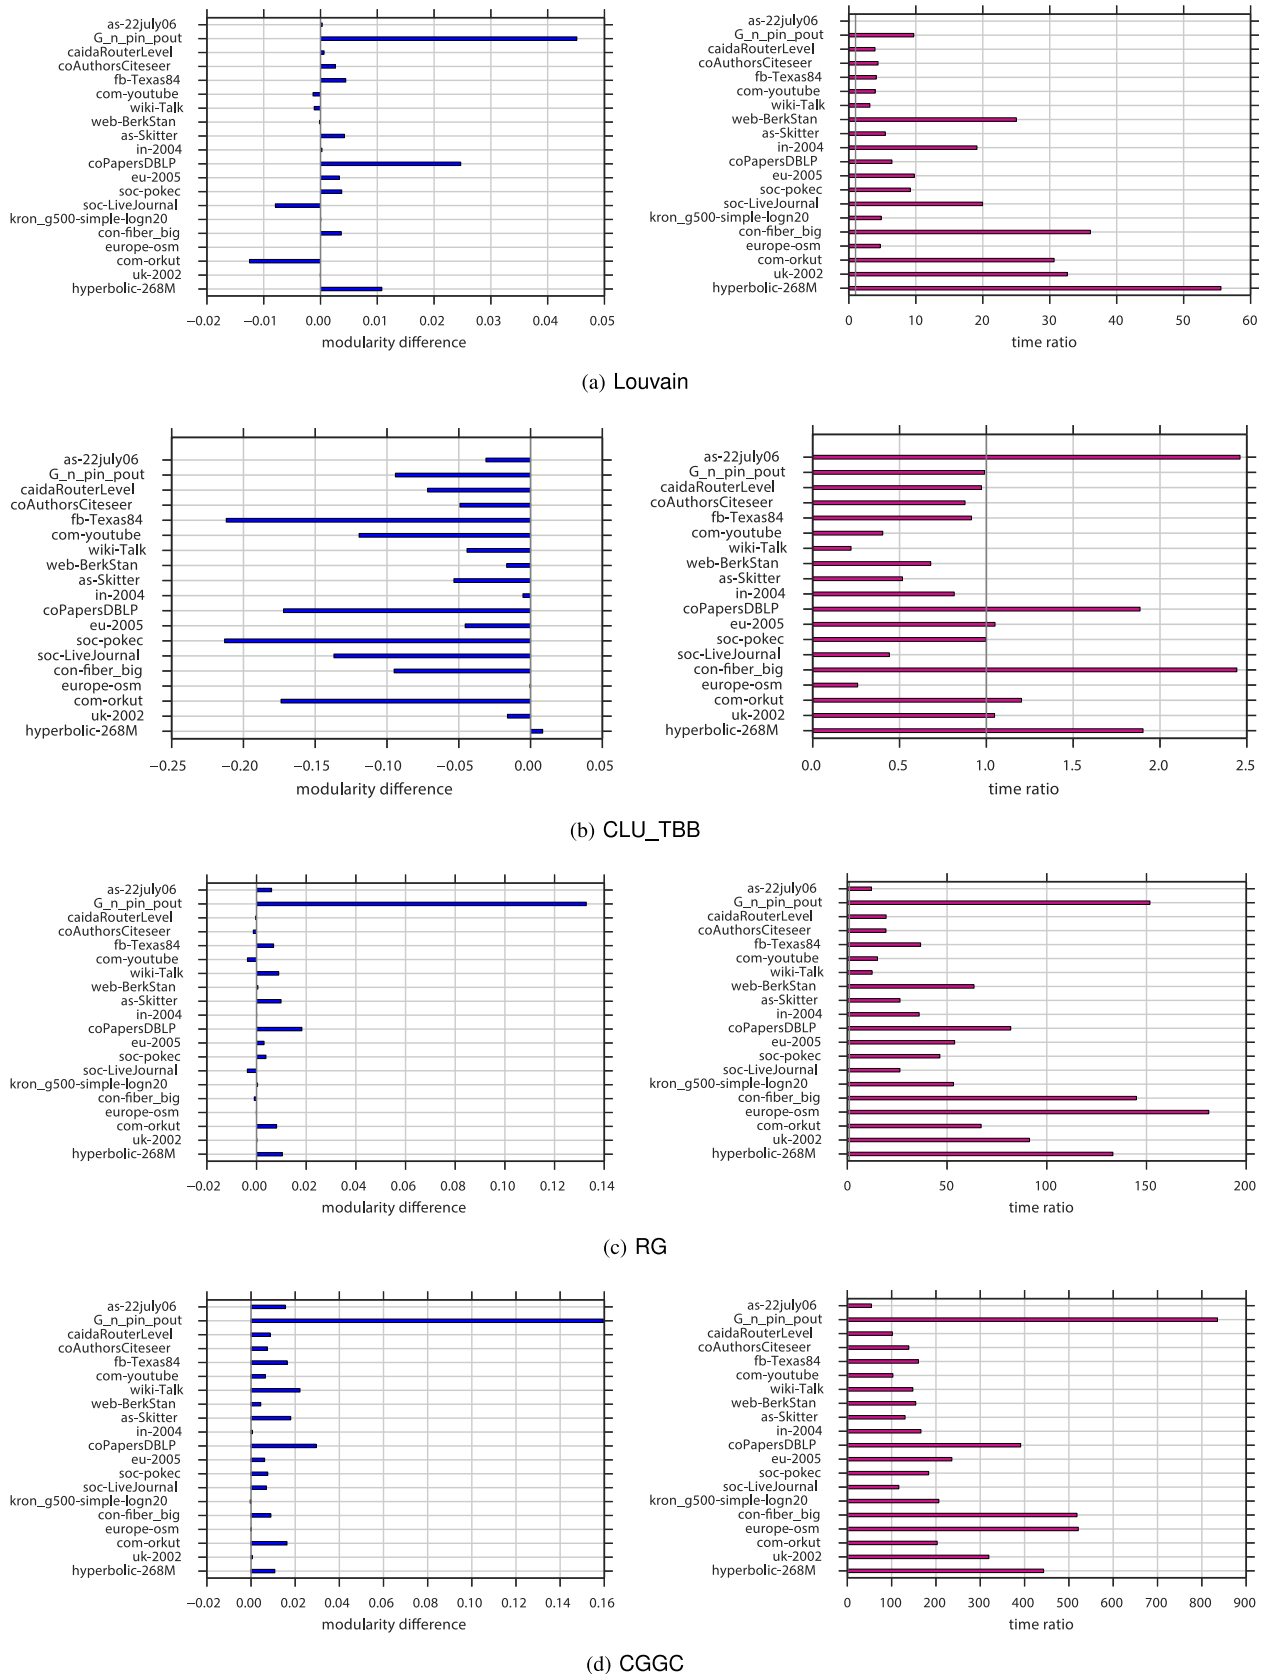 as-22july06
G_n_pin_pout
caidaRouterLevel
coAuthorsCiteseer
fb-Texas84
com-youtube
wiki-Talk
web-BerkStan
as-Skitter
in-2004
coPapersDBLP
eu-2005
soc-pokec
soc-LiveJournal
kron_g500-simple-logn20
con-fiber_big
europe-osm
com-orkut
uk-2002
hyperbolic-268M
−0.02 −0.01 0.00 0.01 0.02 0.03 0.04 0.05
modularity difference
as-22july06
G_n_pin_pout
caidaRouterLevel
coAuthorsCiteseer
fb-Texas84
com-youtube
wiki-Talk
web-BerkStan
as-Skitter
in-2004
coPapersDBLP
eu-2005
soc-pokec
soc-LiveJournal
kron_g500-simple-logn20
con-fiber_big
europe-osm
com-orkut
uk-2002
hyperbolic-268M
0 10 20 30 40 50 60
time ratio
(a) Louvain
as-22july06
G_n_pin_pout
caidaRouterLevel
coAuthorsCiteseer
fb-Texas84
com-youtube
wiki-Talk
web-BerkStan
as-Skitter
in-2004
coPapersDBLP
eu-2005
soc-pokec
soc-LiveJournal
con-fiber_big
europe-osm
com-orkut
uk-2002
hyperbolic-268M
−0.25 −0.20 −0.15 −0.10 −0.05 0.00 0.05
modularity difference
as-22july06
G_n_pin_pout
caidaRouterLevel
coAuthorsCiteseer
fb-Texas84
com-youtube
wiki-Talk
web-BerkStan
as-Skitter
in-2004
coPapersDBLP
eu-2005
soc-pokec
soc-LiveJournal
con-fiber_big
europe-osm
com-orkut
uk-2002
hyperbolic-268M
0.0 0.5 1.0 1.5 2.0 2.5
time ratio
(b) CLU_TBB
as-22july06
G_n_pin_pout
caidaRouterLevel
coAuthorsCiteseer
fb-Texas84
com-youtube
wiki-Talk
web-BerkStan
as-Skitter
in-2004
coPapersDBLP
eu-2005
soc-pokec
soc-LiveJournal
kron_g500-simple-logn20
con-fiber_big
europe-osm
com-orkut
uk-2002
hyperbolic-268M
−0.02 0.00 0.02 0.04 0.06 0.08 0.10 0.12 0.14
modularity difference
as-22july06
G_n_pin_pout
caidaRouterLevel
coAuthorsCiteseer
fb-Texas84
com-youtube
wiki-Talk
web-BerkStan
as-Skitter
in-2004
coPapersDBLP
eu-2005
soc-pokec
soc-LiveJournal
kron_g500-simple-logn20
con-fiber_big
europe-osm
com-orkut
uk-2002
hyperbolic-268M
0 50 100 150 200
time ratio
(c) RG
as-22july06
G_n_pin_pout
caidaRouterLevel
coAuthorsCiteseer
fb-Texas84
com-youtube
wiki-Talk
web-BerkStan
as-Skitter
in-2004
coPapersDBLP
eu-2005
soc-pokec
soc-LiveJournal
kron_g500-simple-logn20
con-fiber_big
europe-osm
com-orkut
uk-2002
hyperbolic-268M
−0.02 0.00 0.02 0.04 0.06 0.08 0.10 0.12 0.14 0.16
modularity difference
as-22july06
G_n_pin_pout
caidaRouterLevel
coAuthorsCiteseer
fb-Texas84
com-youtube
wiki-Talk
web-BerkStan
as-Skitter
in-2004
coPapersDBLP
eu-2005
soc-pokec
soc-LiveJournal
kron_g500-simple-logn20
con-fiber_big
europe-osm
com-orkut
uk-2002
hyperbolic-268M
0 100 200 300 400 500 600 700 800 900
time ratio
(d) CGGC